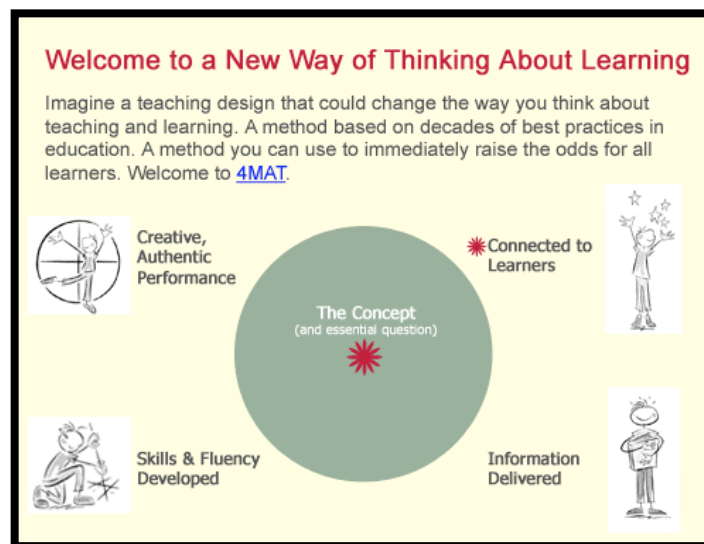 Welcome to a New Way of Thinking About Learning
Imagine a teaching design that could change the way you think about
teaching and learning. A method based on decades of best practices in
education. A method you can use to immediately raise the odds for all
learners. Welcome to 4MAT.
Creative,
Authentic
Performance
Connected to
Learners
The Concept
(and essential question)
Skills & Fluency
Developed
Information
Delivered